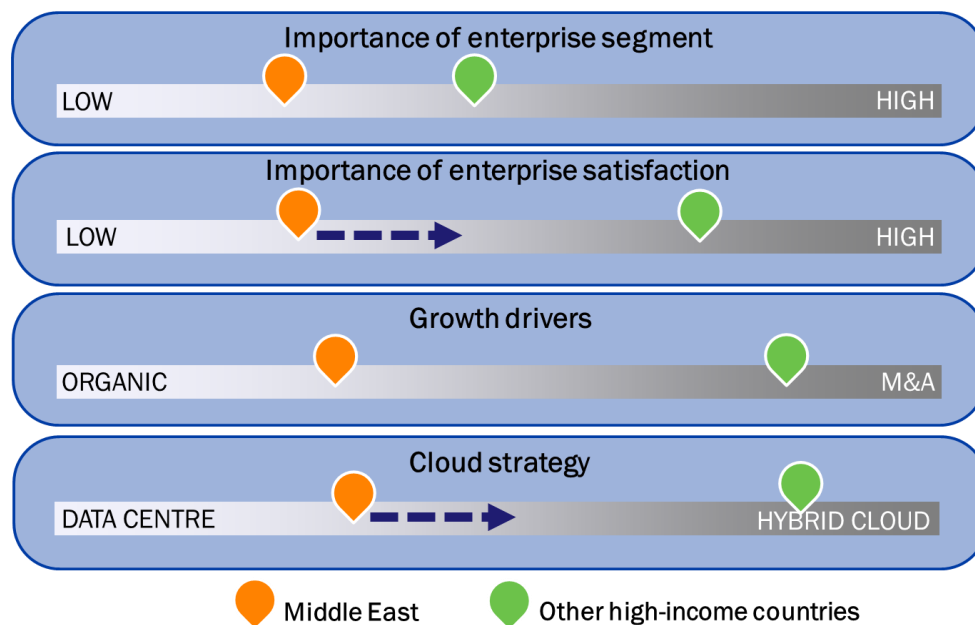 Importance of enterprise segment
LOW HIGH
Importance of enterprise satisfaction
LOW HIGH
Growth drivers
ORGANIC M&A
Cloud strategy
DATA CENTRE HYBRID CLOUD
Middle East Other high-income countries